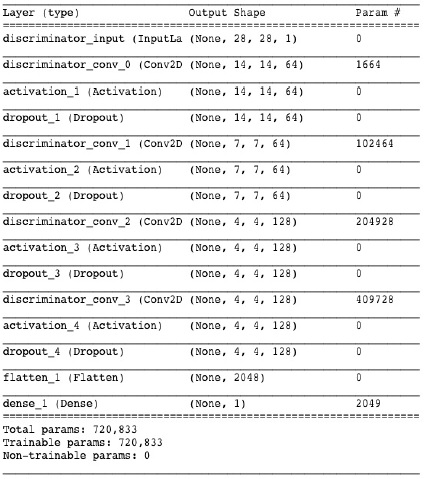 Layer (type) Output Shape Param #
discriminator_input (InputLa (None, 28, 28, 1) 0
discriminator_conv_0 (Conv2D (None, 14, 14, 64) 1664
activation_1 (Activation) (None, 14, 14, 64) 0
dropout_1 (Dropout) (None, 14, 14, 64) 0
discriminator_conv_1 (Conv2D (None, 7, 7, 64) 102464
activation_2 (Activation) (None, 7, 7, 64) 0
dropout_2 (Dropout) (None, 7, 7, 64) 0
discriminator_conv_2 (Conv2D (None, 4, 4, 128) 204928
activation_3 (Activation) (None, 4, 4, 128) 0
dropout_3 (Dropout) (None, 4, 4, 128) 0
discriminator_conv_3 (Conv2D (None, 4, 4, 128) 409728
activation_4 (Activation) (None, 4, 4, 128) 0
dropout_4 (Dropout) (None, 4, 4, 128) 0
flatten_1 (Flatten) (None, 2048) 0
dense_1 (Dense) (None, 1) 2049
Total params: 720,833
Trainable params: 720,833
Non-trainable params: 0